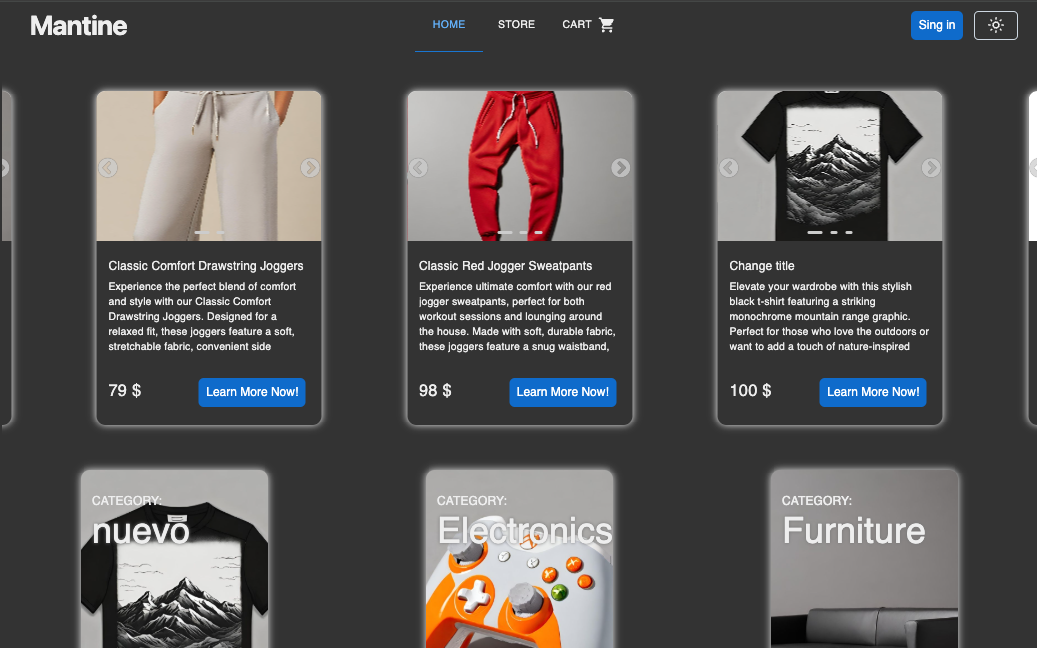 Mantine
HOME
STORE
CART
Sing in
Classic Comfort Drawstring Joggers
Experience the perfect blend of comfort
and style with our Classic Comfort
Drawstring Joggers. Designed for a
relaxed fit, these joggers feature a soft,
stretchable fabric, convenient side
79 $
Learn More Now!
Classic Red Jogger Sweatpants
Experience ultimate comfort with our red
jogger sweatpants, perfect for both
workout sessions and lounging around
the house. Made with soft, durable fabric,
these joggers feature a snug waistband,
98 $
Learn More Now!
Change title
Elevate your wardrobe with this stylish
black t-shirt featuring a striking
monochrome mountain range graphic.
Perfect for those who love the outdoors or
want to add a touch of nature-inspired
100 $
Learn More Now!
CATEGORY:
nuevo
CATEGORY:
Electronics
CATEGORY:
Furniture